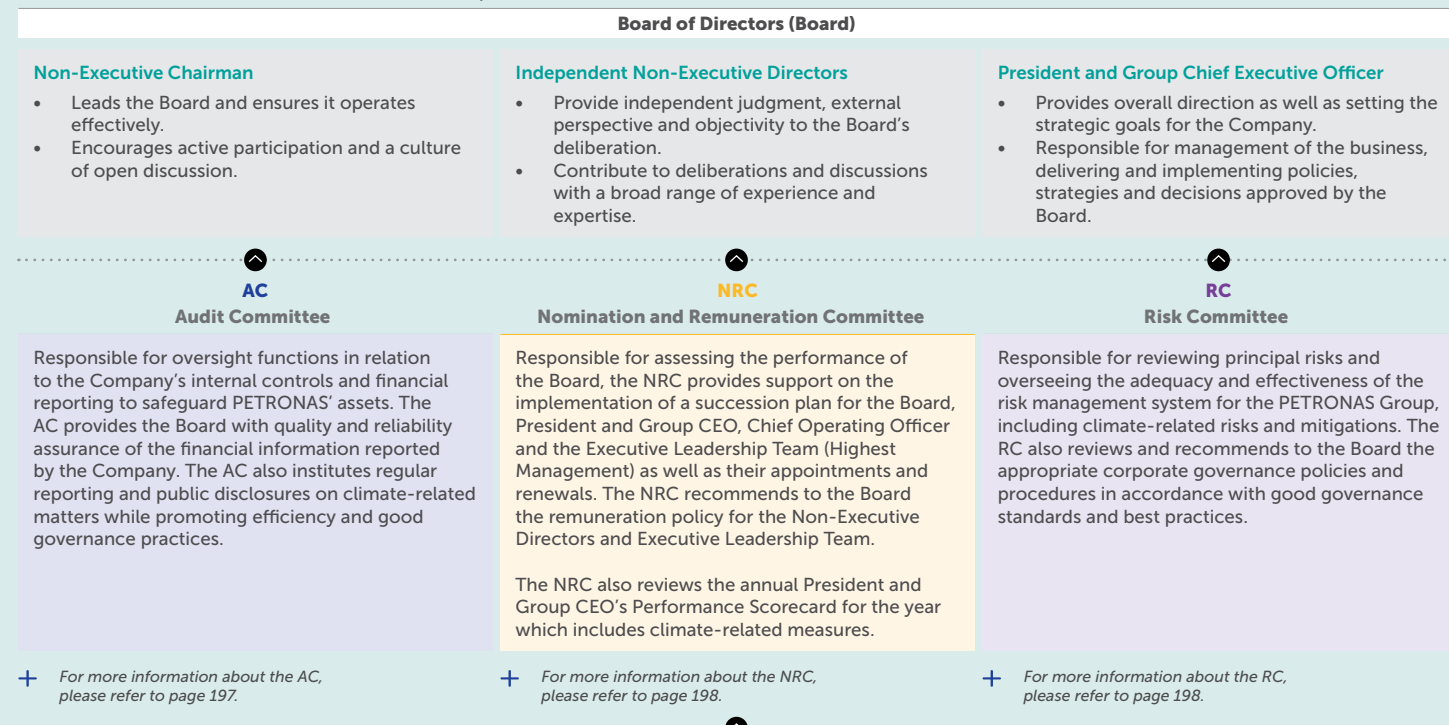 Board of Directors (Board)
Non-Executive Chairman
• Leads the Board and ensures it operates
effectively.
• Encourages active participation and a culture
of open discussion.
Independent Non-Executive Directors
• Provide independent judgment, external
perspective and objectivity to the Board's
deliberation.
• Contribute to deliberations and discussions
with a broad range of experience and
expertise.
President and Group Chief Executive Officer
• Provides overall direction as well as setting the
strategic goals for the Company.
• Responsible for management of the business,
delivering and implementing policies,
strategies and decisions approved by the
Board.
AC
Audit Committee
Responsible for oversight functions in relation
to the Company's internal controls and financial
reporting to safeguard PETRONAS' assets. The
AC provides the Board with quality and reliability
assurance of the financial information reported
by the Company. The AC also institutes regular
reporting and public disclosures on climate-related
matters while promoting efficiency and good
governance practices.
+ For more information about the AC,
please refer to page 197.
NRC
Nomination and Remuneration Committee
Responsible for assessing the performance of
the Board, the NRC provides support on the
implementation of a succession plan for the Board,
President and Group CEO, Chief Operating Officer
and the Executive Leadership Team (Highest
Management) as well as their appointments and
renewals. The NRC recommends to the Board
the remuneration policy for the Non-Executive
Directors and Executive Leadership Team.
The NRC also reviews the annual President and
Group CEO's Performance Scorecard for the year
which includes climate-related measures.
+ For more information about the NRC,
please refer to page 198.
RC
Risk Committee
Responsible for reviewing principal risks and
overseeing the adequacy and effectiveness of the
risk management system for the PETRONAS Group,
including climate-related risks and mitigations. The
RC also reviews and recommends to the Board the
appropriate corporate governance policies and
procedures in accordance with good governance
standards and best practices.
+ For more information about the RC,
please refer to page 198.